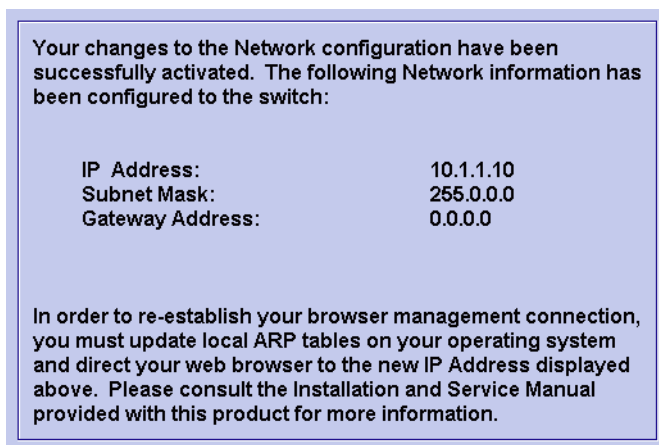 Your changes to the Network configuration have been
successfully activated.  The following Network information has
been configured to the switch:
IP  Address: 10.1.1.10
Subnet Mask: 255.0.0.0
Gateway Address: 0.0.0.0
In order to re-establish your browser management connection,
you must update local ARP tables on your operating system
and direct your web browser to the new IP Address displayed
above.  Please consult the Installation and Service Manual
provided with this product for more information.